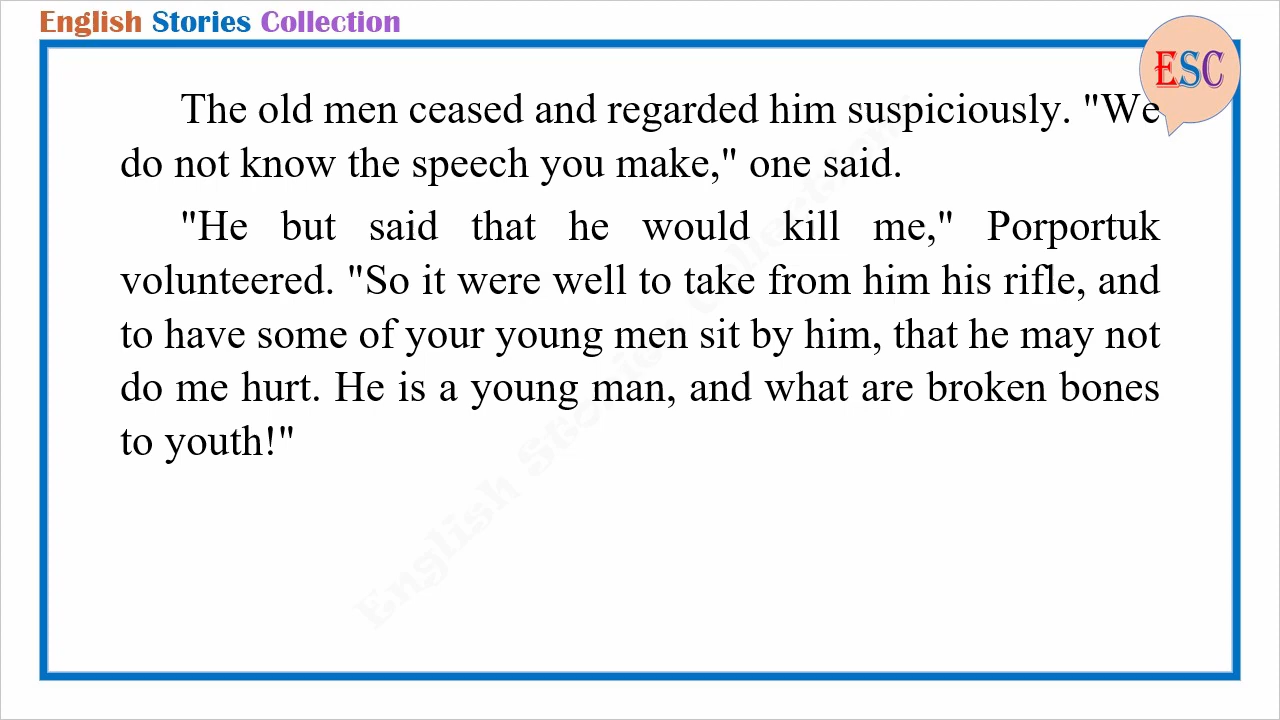 English Stories Collection
ESC
The old men ceased and regarded him suspiciously. "We
do not know the speech you make," one said.
"He but said that he would kill me," Porportuk
volunteered. "So it were well to take from him his rifle, and
to have some of your young men sit by him, that he may not
do me hurt. He is a young man, and what are broken bones
to youth!"
English Stories Collection